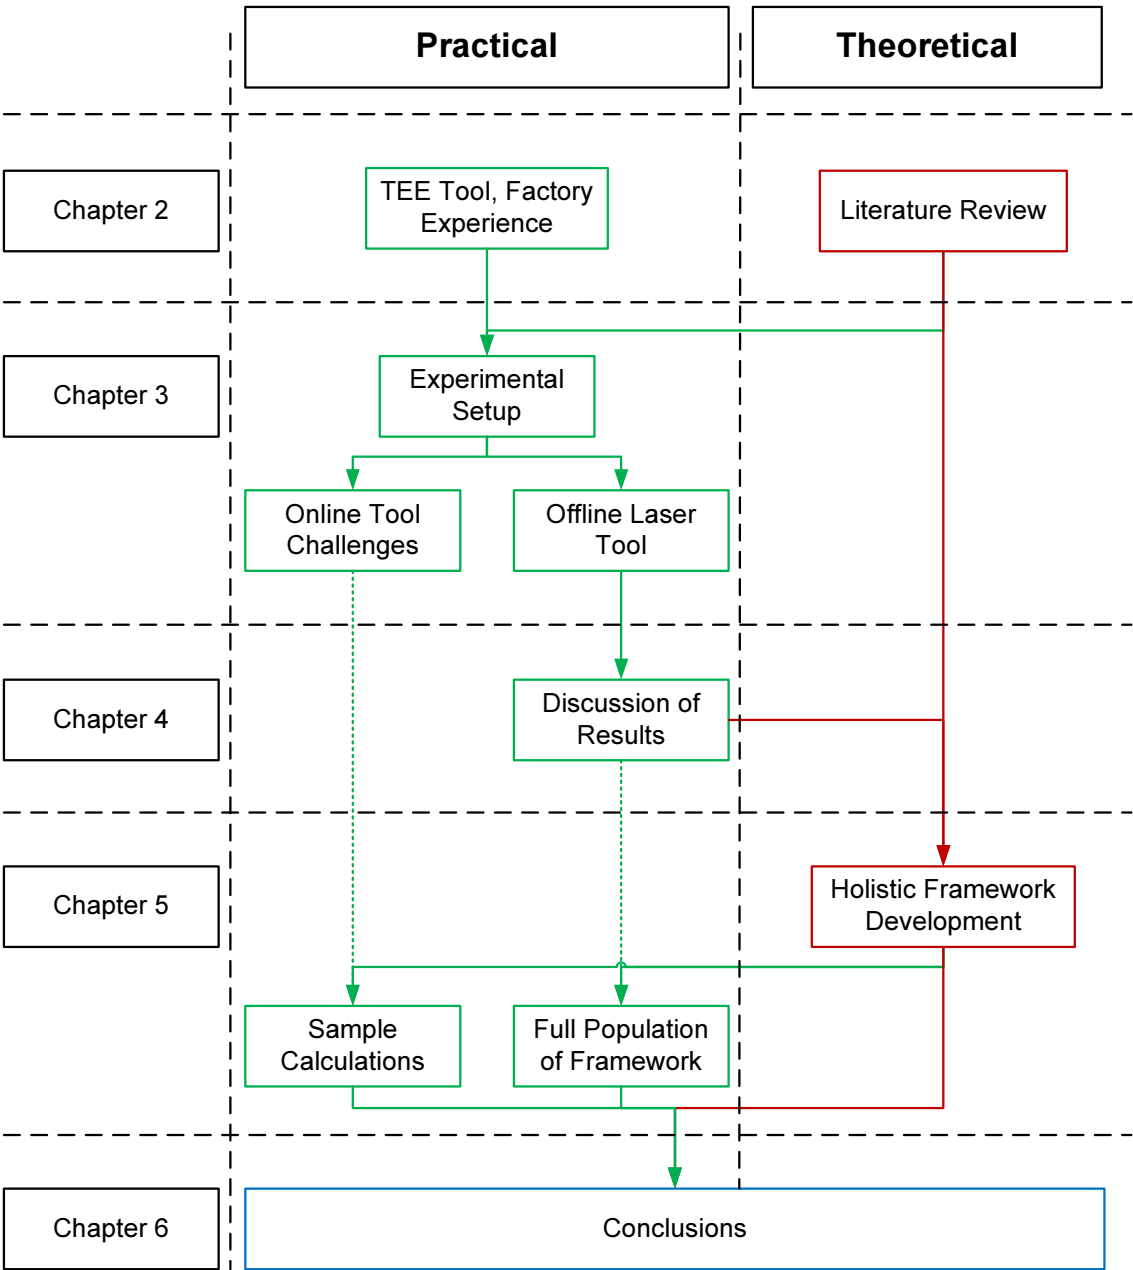 Practical
Theoretical
Chapter 2
TEE Tool, Factory
Experience
Literature Review
Chapter 3
Experimental
Setup
Online Tool
Challenges
Offline Laser
Tool
Chapter 4
Discussion of
Results
Chapter 5
Holistic Framework
Development
Sample
Calculations
Full Population
of Framework
Chapter 6
Conclusions